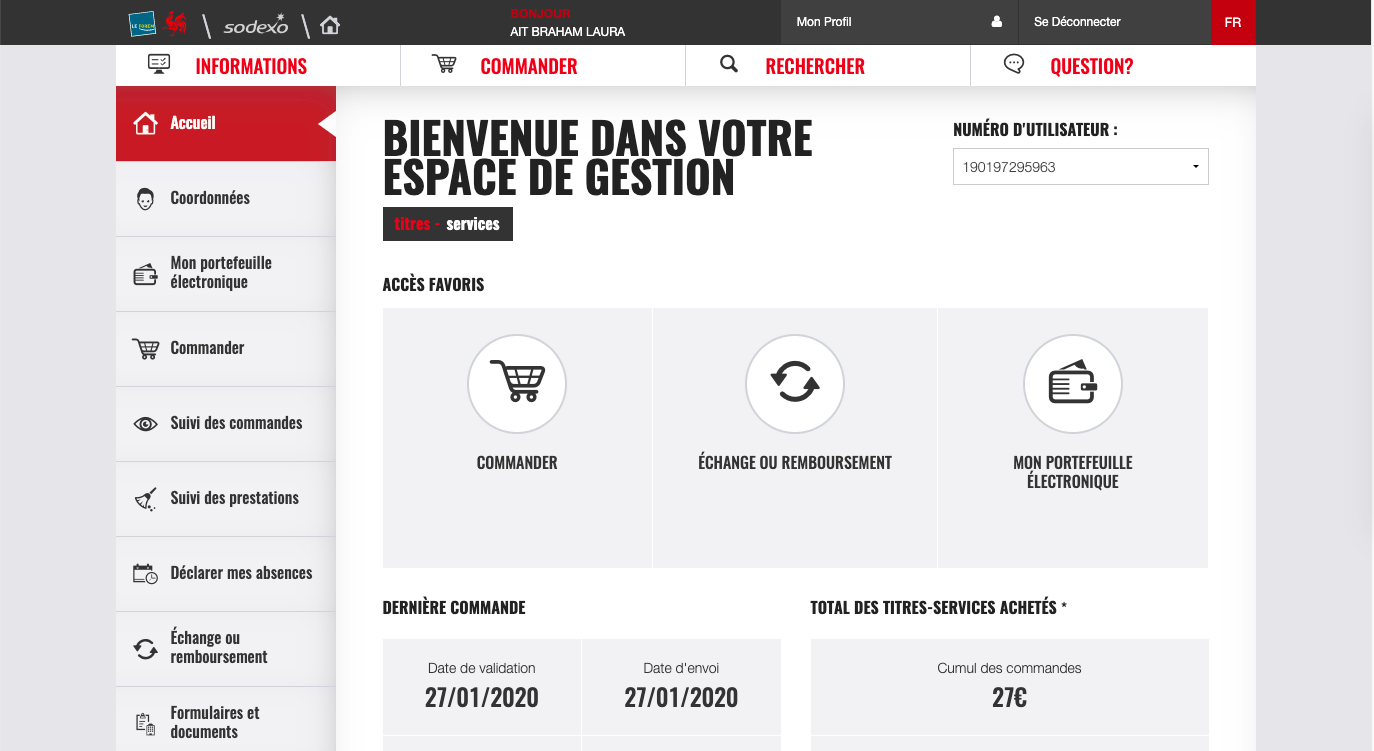 LE FOREM
sodexo
BONJOUR
AIT BRAHAM LAURA
Mon Profil
Se Déconnecter
FR
INFORMATIONS
COMMANDER
RECHERCHER
QUESTION?
Accueil
Coordonnées
Mon portefeuille
électronique
Commander
Suivi des commandes
Suivi des prestations
Déclarer mes absences
Échange ou
remboursement
Formulaires et
documents
BIENVENUE DANS VOTRE
ESPACE DE GESTION
titres - services
NUMÉRO D'UTILISATEUR :
190197295963
ACCÈS FAVORIS
COMMANDER
ÉCHANGE OU REMBOURSEMENT
MON PORTEFEUILLE
ÉLECTRONIQUE
DERNIÈRE COMMANDE
Date de validation
27/01/2020
Date d'envoi
27/01/2020
TOTAL DES TITRES-SERVICES ACHETÉS *
Cumul des commandes
27€